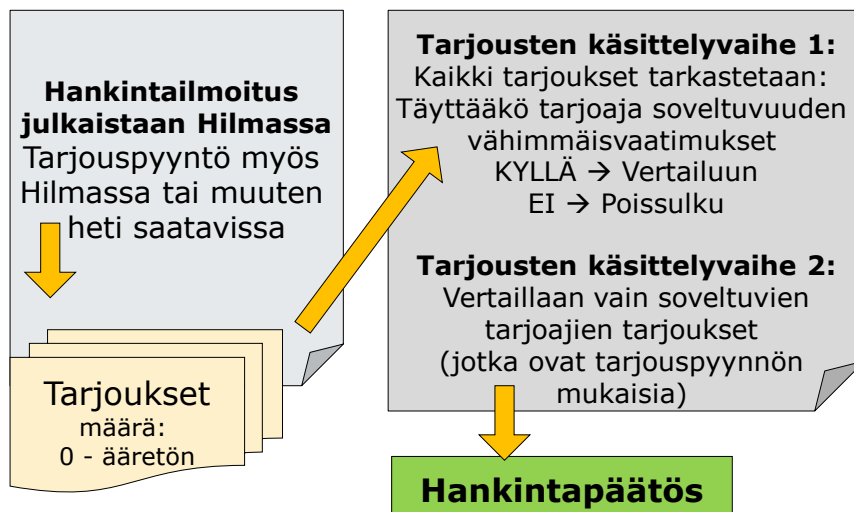 Hankintailmoitus
julkaistaan Hilmassa
Tarjouspyyntö myös
Hilmassa tai muuten
heti saatavissa
Tarjoukset
määrä:
0 - ääretön
Tarjousten käsittelyvaihe 1:
Kaikki tarjoukset tarkastetaan:
Täyttääkö tarjoaja soveltuvuuden
vähimmäisvaatimukset
KYLLÄ → Vertailuun
EI → Poissulku
Tarjousten käsittelyvaihe 2:
Vertaillaan vain soveltuvien
tarjoajien tarjoukset
(jotka ovat tarjouspyynnön
mukaisia)
Hankintapäätös